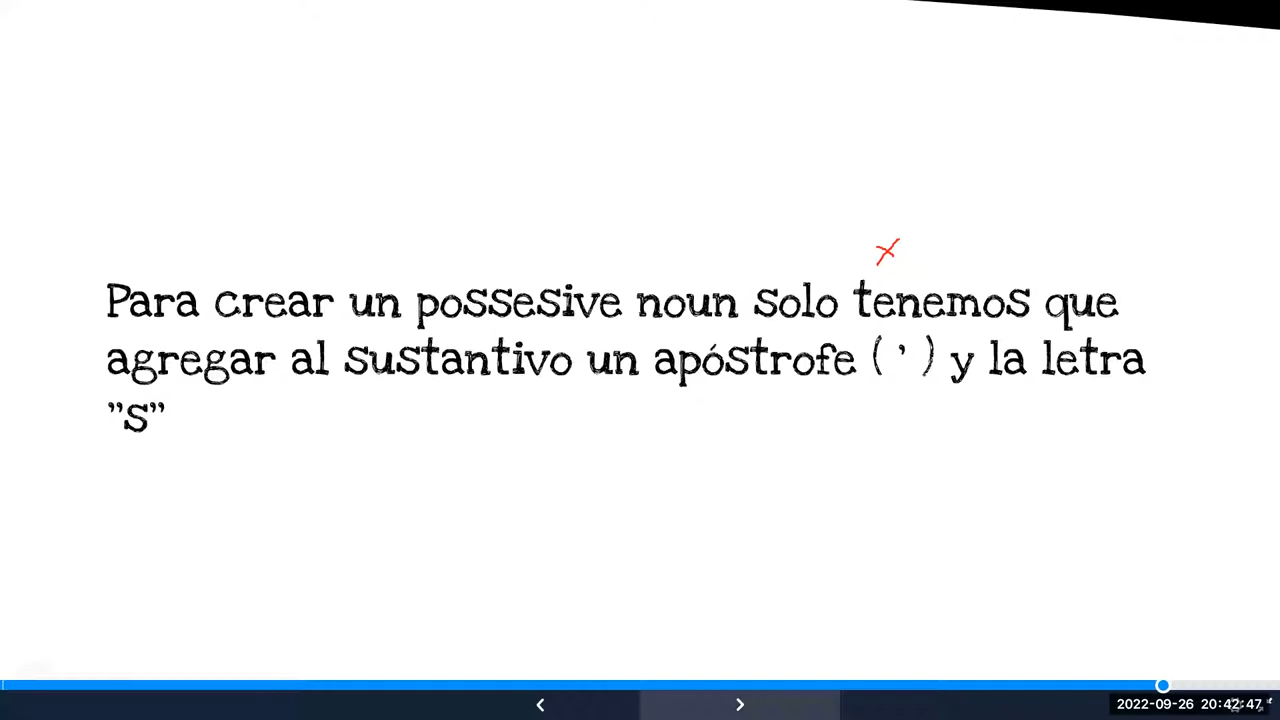 Para crear un possesive noun solo tenemos que
agregar al sustantivo un apóstrofe ( ’ ) y la letra
”s”
2022-09-26 20:42:47